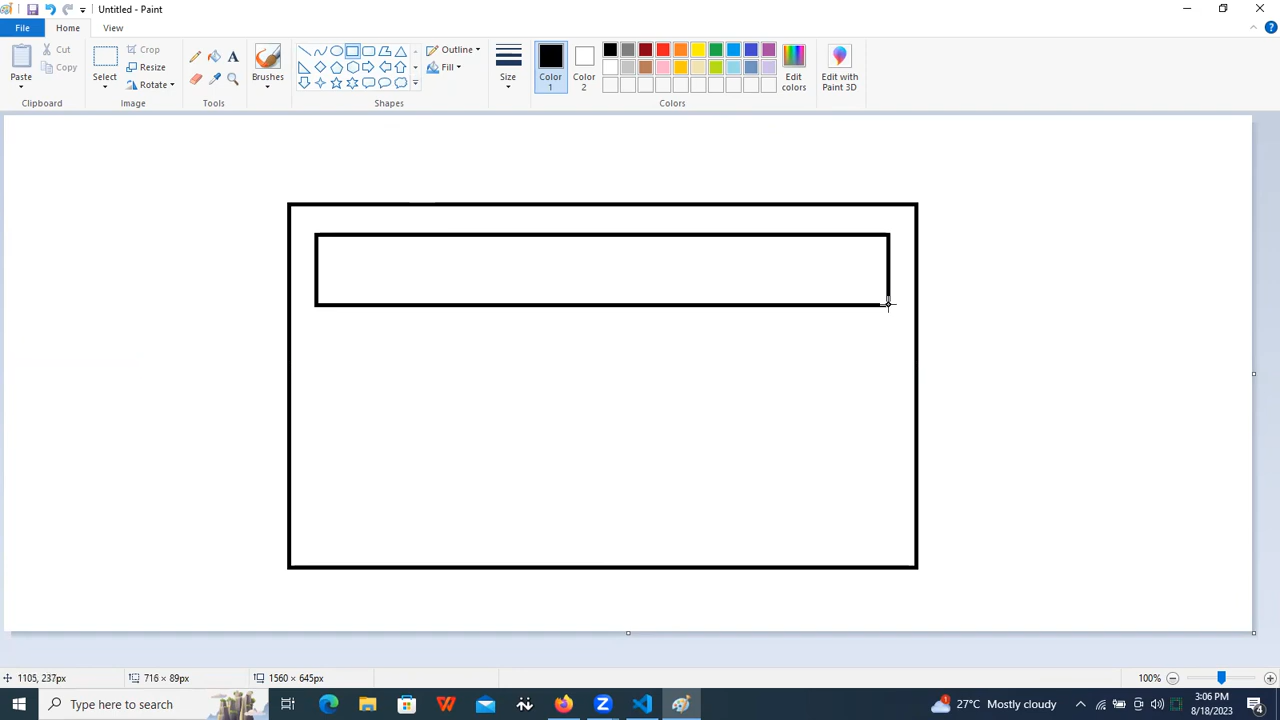 Untitled - Paint
File
Home
View
Paste
Cut
Copy
Clipboard
Select
Crop
Resize
Rotate
Image
Tools
Brushes
Shapes
Outline
Fill
Size
Color 1
Color 2
Colors
Edit colors
Edit with Paint 3D
1105, 237px
716 × 89px
1560 × 645px
100%
Type here to search
27°C Mostly cloudy
3:06 PM
8/18/2023
4